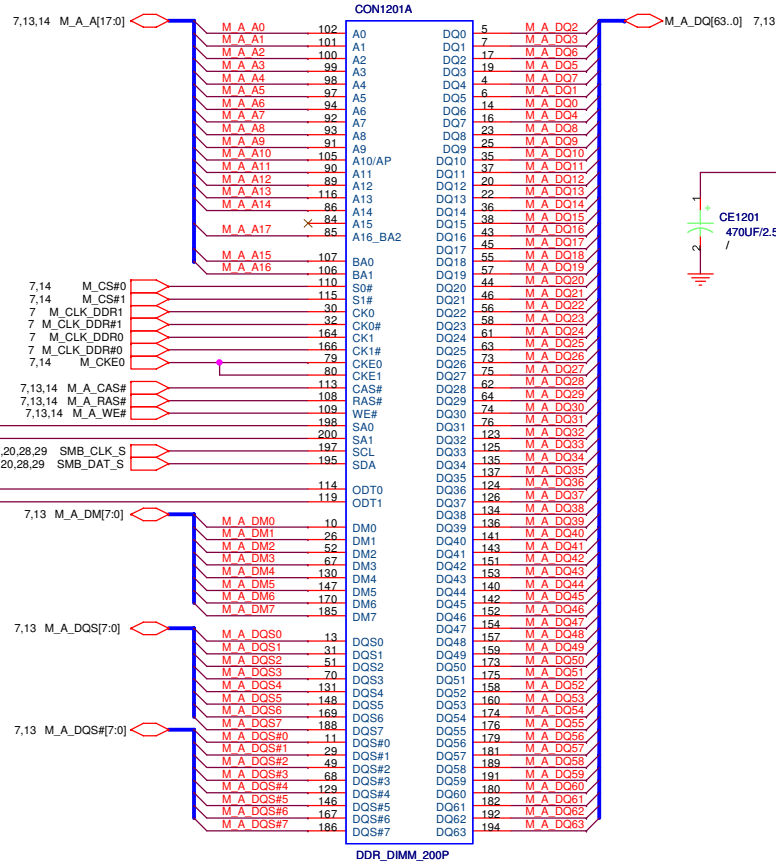 CON1201A
7,13,14 M_A_A[17:0]
M_A_A0 102 A0
M_A_A1 101 A1
M_A_A2 100 A2
M_A_A3 99 A3
M_A_A4 98 A4
M_A_A5 97 A5
M_A_A6 94 A6
M_A_A7 92 A7
M_A_A8 93 A8
M_A_A9 91 A9
M_A_A10 105 A10/AP
M_A_A11 90 A11
M_A_A12 89 A12
M_A_A13 116 A13
M_A_A14 86 A14
84 A15
M_A_A17 85 A16_BA2
M_A_A15 107 BA0
M_A_A16 106 BA1
7,14 M_CS#0 110 S0#
7,14 M_CS#1 115 S1#
7 M_CLK_DDR1 30 CK0
7 M_CLK_DDR#1 32 CK0#
7 M_CLK_DDR0 164 CK1
7 M_CLK_DDR#0 166 CK1#
7,14 M_CKE0 79 CKE0
80 CKE1
7,13,14 M_A_CAS# 113 CAS#
7,13,14 M_A_RAS# 108 RAS#
7,13,14 M_A_WE# 109 WE#
198 SA0
200 SA1
,20,28,29 SMB_CLK_S 197 SCL
20,28,29 SMB_DAT_S 195 SDA
114 ODT0
119 ODT1
7,13 M_A_DM[7:0]
M_A_DM0 10 DM0
M_A_DM1 26 DM1
M_A_DM2 52 DM2
M_A_DM3 67 DM3
M_A_DM4 130 DM4
M_A_DM5 147 DM5
M_A_DM6 170 DM6
M_A_DM7 185 DM7
7,13 M_A_DQS[7:0]
M_A_DQS0 13 DQS0
M_A_DQS1 31 DQS1
M_A_DQS2 51 DQS2
M_A_DQS3 70 DQS3
M_A_DQS4 131 DQS4
M_A_DQS5 148 DQS5
M_A_DQS6 169 DQS6
M_A_DQS7 188 DQS7
7,13 M_A_DQS#[7:0]
M_A_DQS#0 11 DQS#0
M_A_DQS#1 29 DQS#1
M_A_DQS#2 49 DQS#2
M_A_DQS#3 68 DQS#3
M_A_DQS#4 129 DQS#4
M_A_DQS#5 146 DQS#5
M_A_DQS#6 167 DQS#6
M_A_DQS#7 186 DQS#7
DQ0 5 M_A_DQ2
DQ1 7 M_A_DQ3
DQ2 17 M_A_DQ6
DQ3 19 M_A_DQ5
DQ4 4 M_A_DQ7
DQ5 6 M_A_DQ1
DQ6 14 M_A_DQ0
DQ7 16 M_A_DQ4
DQ8 23 M_A_DQ8
DQ9 25 M_A_DQ9
DQ10 35 M_A_DQ10
DQ11 37 M_A_DQ11
DQ12 20 M_A_DQ12
DQ13 22 M_A_DQ13
DQ14 36 M_A_DQ14
DQ15 38 M_A_DQ15
DQ16 43 M_A_DQ16
DQ17 45 M_A_DQ17
DQ18 55 M_A_DQ18
DQ19 57 M_A_DQ19
DQ20 44 M_A_DQ20
DQ21 46 M_A_DQ21
DQ22 56 M_A_DQ22
DQ23 58 M_A_DQ23
DQ24 61 M_A_DQ24
DQ25 63 M_A_DQ25
DQ26 73 M_A_DQ26
DQ27 75 M_A_DQ27
DQ28 62 M_A_DQ28
DQ29 64 M_A_DQ29
DQ30 74 M_A_DQ30
DQ31 76 M_A_DQ31
DQ32 123 M_A_DQ32
DQ33 125 M_A_DQ33
DQ34 135 M_A_DQ34
DQ35 137 M_A_DQ35
DQ36 124 M_A_DQ36
DQ37 126 M_A_DQ37
DQ38 134 M_A_DQ38
DQ39 136 M_A_DQ39
DQ40 141 M_A_DQ40
DQ41 143 M_A_DQ41
DQ42 151 M_A_DQ42
DQ43 153 M_A_DQ43
DQ44 140 M_A_DQ44
DQ45 142 M_A_DQ45
DQ46 152 M_A_DQ46
DQ47 154 M_A_DQ47
DQ48 157 M_A_DQ48
DQ49 159 M_A_DQ49
DQ50 173 M_A_DQ50
DQ51 175 M_A_DQ51
DQ52 158 M_A_DQ52
DQ53 160 M_A_DQ53
DQ54 174 M_A_DQ54
DQ55 176 M_A_DQ55
DQ56 179 M_A_DQ56
DQ57 181 M_A_DQ57
DQ58 189 M_A_DQ58
DQ59 191 M_A_DQ59
DQ60 180 M_A_DQ60
DQ61 182 M_A_DQ61
DQ62 192 M_A_DQ62
DQ63 194 M_A_DQ63
DDR_DIMM_200P
M_A_DQ[63..0] 7,13
1
+
CE1201
470UF/2.5
/
2